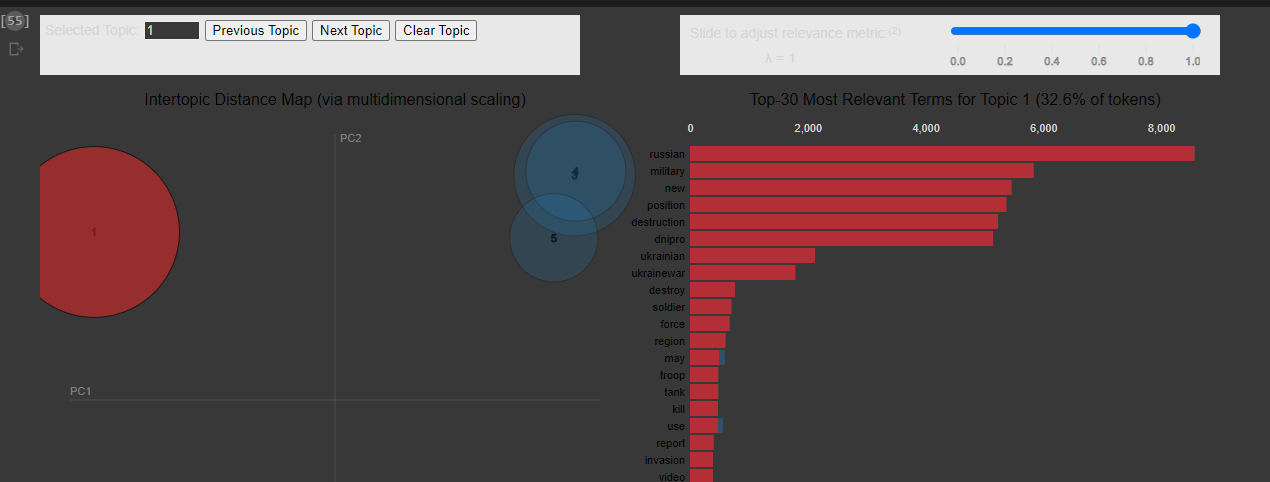 [55]
Selected Topic: 1 Previous Topic Next Topic Clear Topic
Slide to adjust relevance metric:(2)
λ = 1
0.0 0.2 0.4 0.6 0.8 1.0
Intertopic Distance Map (via multidimensional scaling)
PC2
PC1
1
4
5
Top-30 Most Relevant Terms for Topic 1 (32.6% of tokens)
0 2,000 4,000 6,000 8,000
russian
military
new
position
destruction
dnipro
ukrainian
ukrainewar
destroy
soldier
force
region
may
troop
tank
kill
use
report
invasion
video